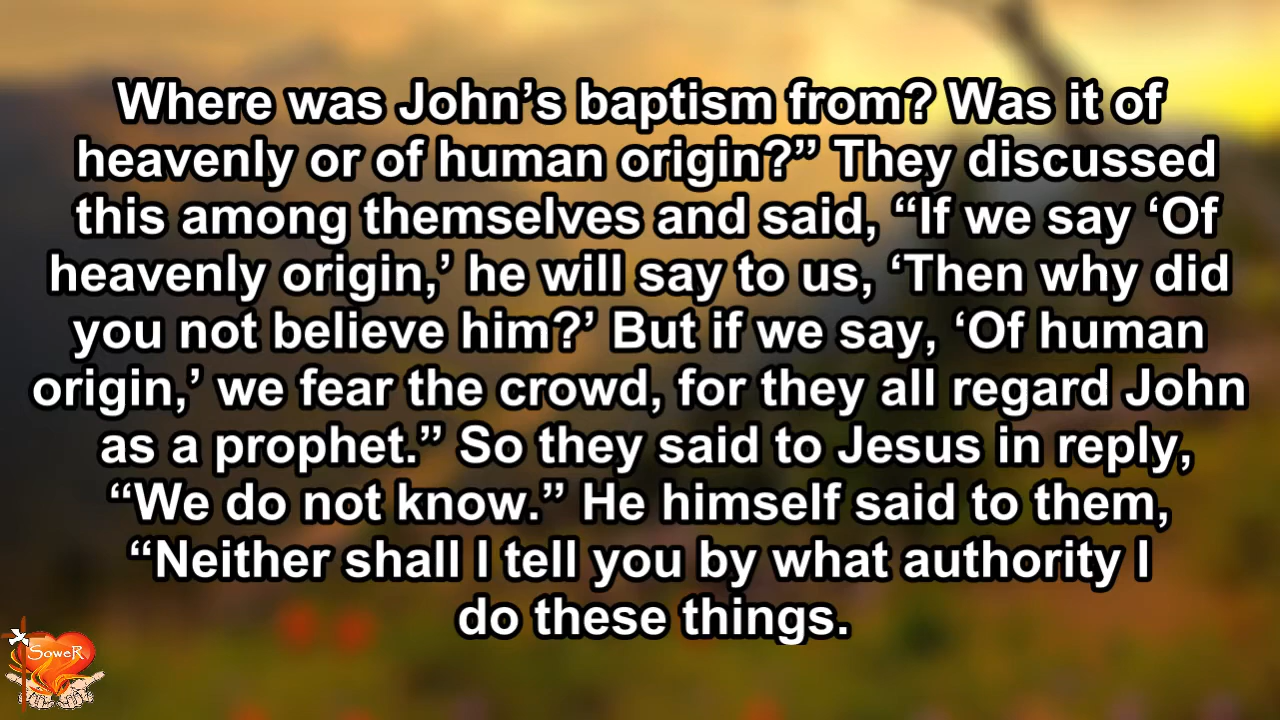 Where was John’s baptism from? Was it of
heavenly or of human origin?” They discussed
this among themselves and said, “If we say ‘Of
heavenly origin,’ he will say to us, ‘Then why did
you not believe him?’ But if we say, ‘Of human
origin,’ we fear the crowd, for they all regard John
as a prophet.” So they said to Jesus in reply,
“We do not know.” He himself said to them,
“Neither shall I tell you by what authority I
do these things.
SoweR